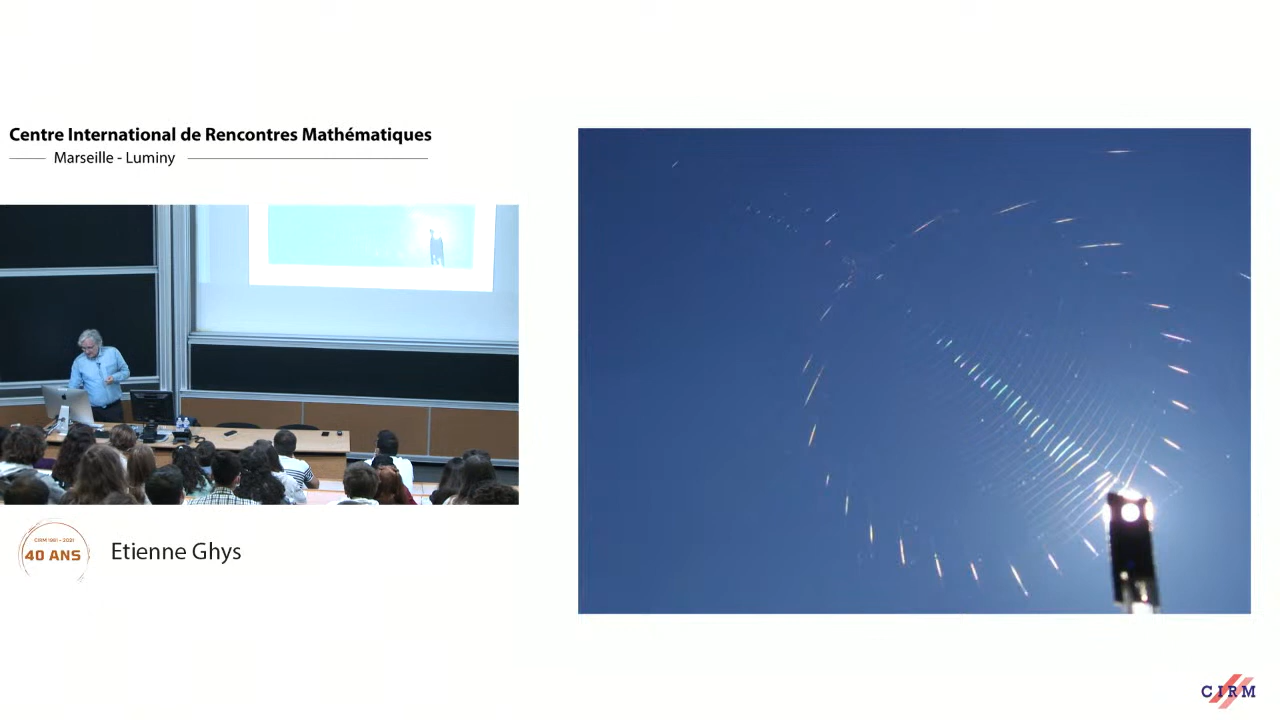 Centre International de Rencontres Mathématiques
Marseille - Luminy
CIRM 1981 - 2021
40 ANS
Etienne Ghys
CIRM